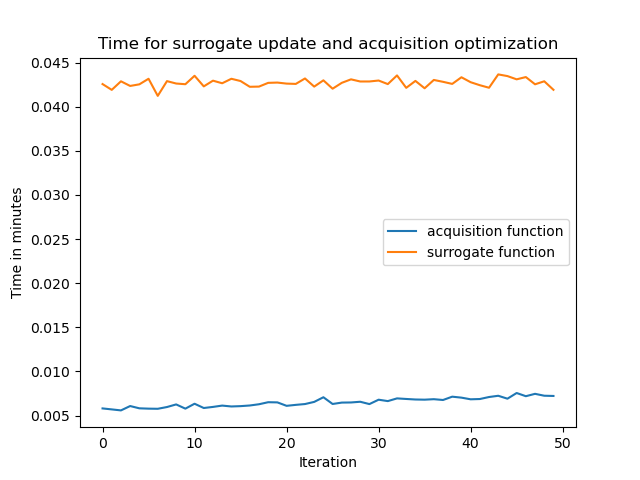 Time for surrogate update and acquisition optimization
0.045
0.040
0.035
0.030
0.025
0.020
0.015
0.010
0.005
Time in minutes
acquisition function
surrogate function
0 10 20 30 40 50
Iteration